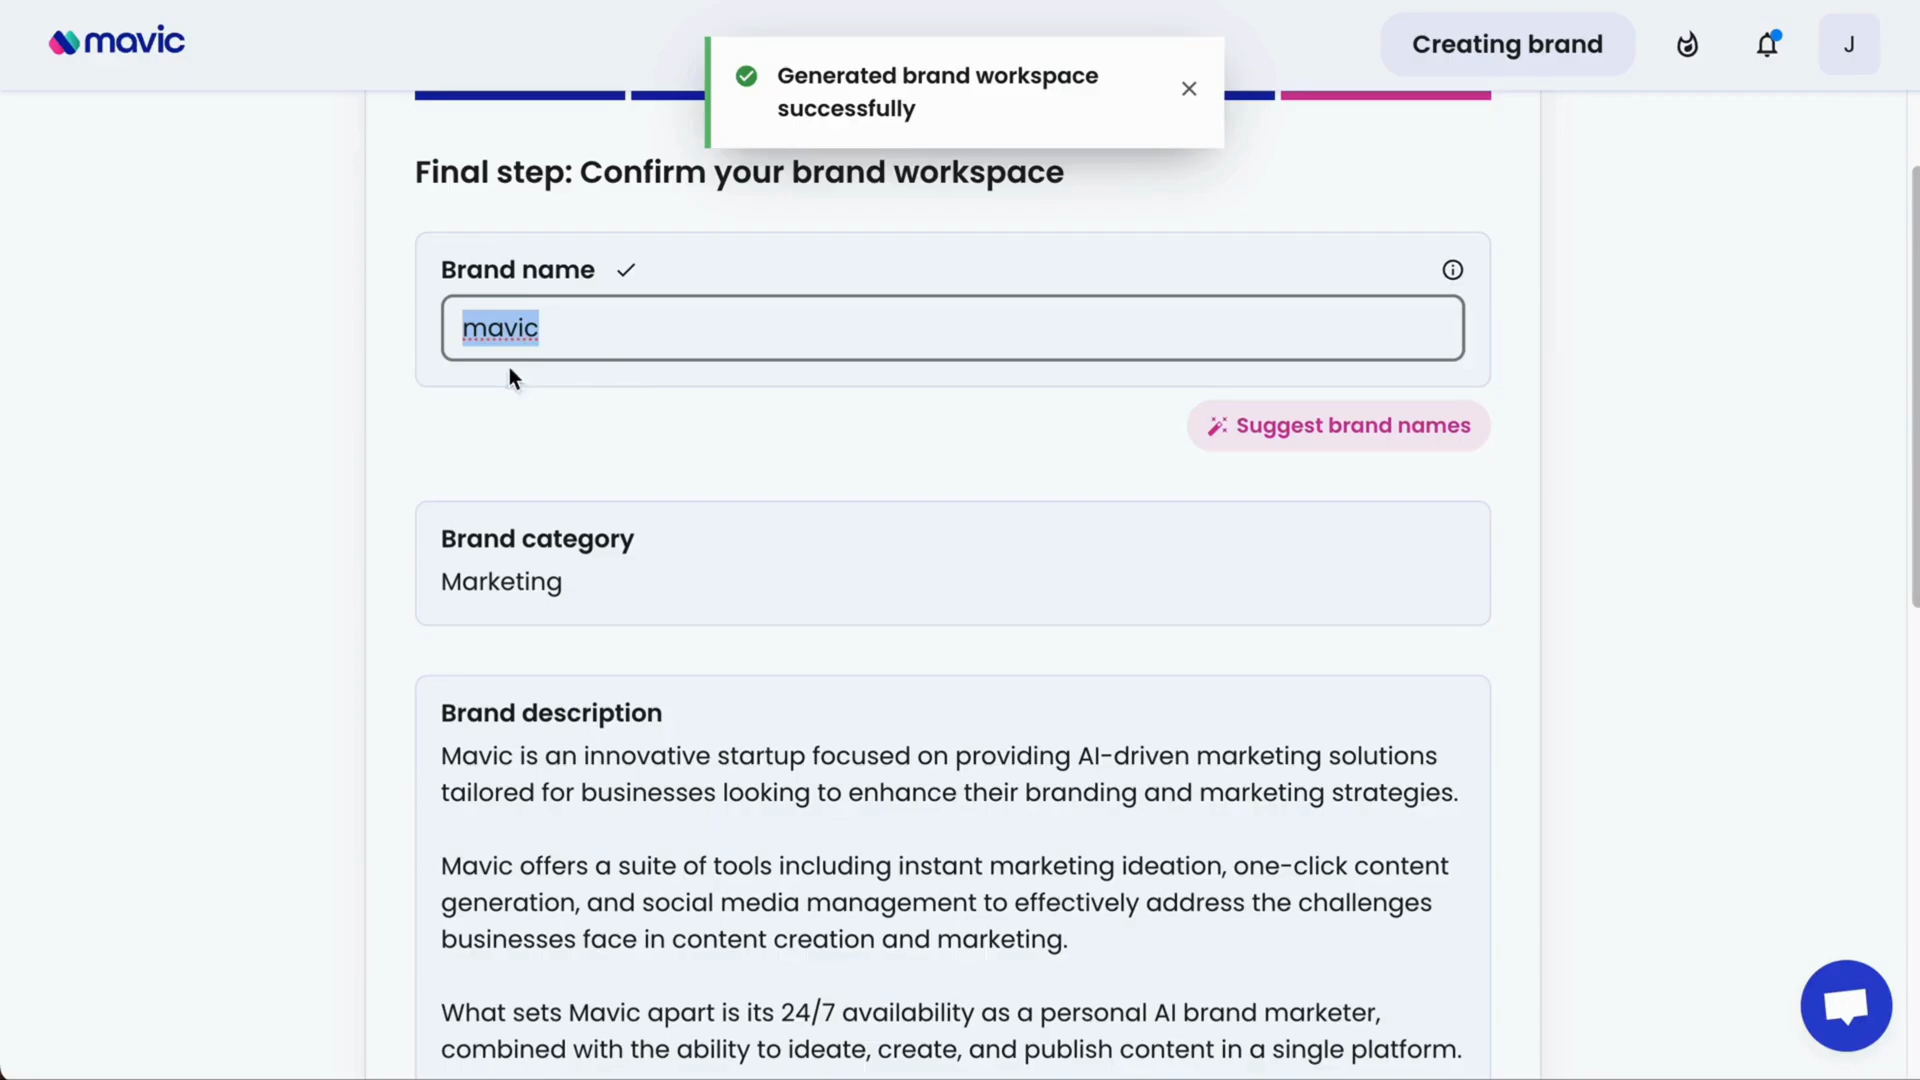 mavic
Generated brand workspace
successfully
Creating brand
J
Final step: Confirm your brand workspace
Brand name
mavic
Suggest brand names
Brand category
Marketing
Brand description
Mavic is an innovative startup focused on providing AI-driven marketing solutions
tailored for businesses looking to enhance their branding and marketing strategies.
Mavic offers a suite of tools including instant marketing ideation, one-click content
generation, and social media management to effectively address the challenges
businesses face in content creation and marketing.
What sets Mavic apart is its 24/7 availability as a personal AI brand marketer,
combined with the ability to ideate, create, and publish content in a single platform.